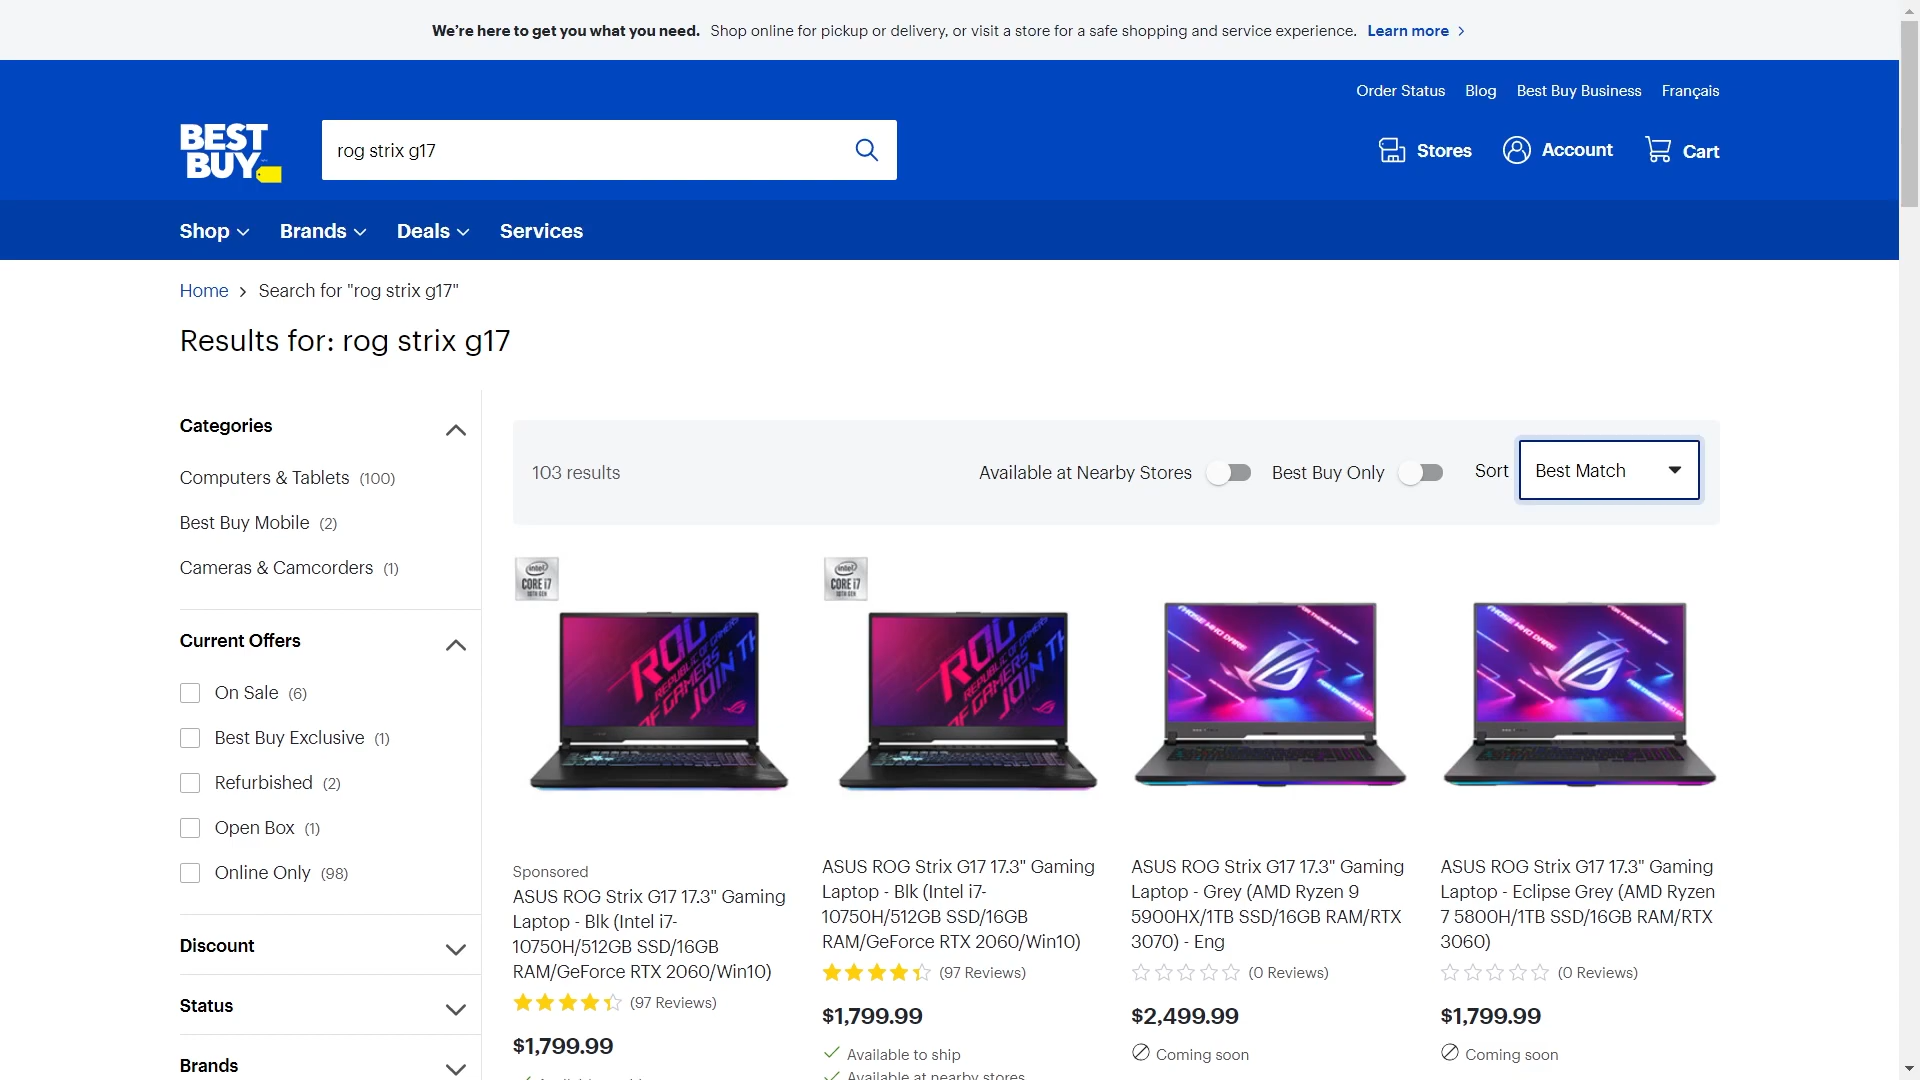 We’re here to get you what you need. Shop online for pickup or delivery, or visit a store for a safe shopping and service experience. Learn more
Order Status Blog Best Buy Business Français
BEST
BUY
rog strix g17
Stores Account Cart
Shop Brands Deals Services
Home Search for "rog strix g17"
Results for: rog strix g17
Categories
Computers & Tablets (100)
Best Buy Mobile (2)
Cameras & Camcorders (1)
Current Offers
On Sale (6)
Best Buy Exclusive (1)
Refurbished (2)
Open Box (1)
Online Only (98)
Discount
Status
Brands
103 results
Available at Nearby Stores
Best Buy Only
Sort Best Match
intel
CORE i7
10TH GEN
Sponsored
ASUS ROG Strix G17 17.3" Gaming
Laptop - Blk (Intel i7-
10750H/512GB SSD/16GB
RAM/GeForce RTX 2060/Win10)
(97 Reviews)
$1,799.99
intel
CORE i7
10TH GEN
ASUS ROG Strix G17 17.3" Gaming
Laptop - Blk (Intel i7-
10750H/512GB SSD/16GB
RAM/GeForce RTX 2060/Win10)
(97 Reviews)
$1,799.99
Available to ship
Available at nearby stores
ASUS ROG Strix G17 17.3" Gaming
Laptop - Grey (AMD Ryzen 9
5900HX/1TB SSD/16GB RAM/RTX
3070) - Eng
(0 Reviews)
$2,499.99
Coming soon
ASUS ROG Strix G17 17.3" Gaming
Laptop - Eclipse Grey (AMD Ryzen
7 5800H/1TB SSD/16GB RAM/RTX
3060)
(0 Reviews)
$1,799.99
Coming soon